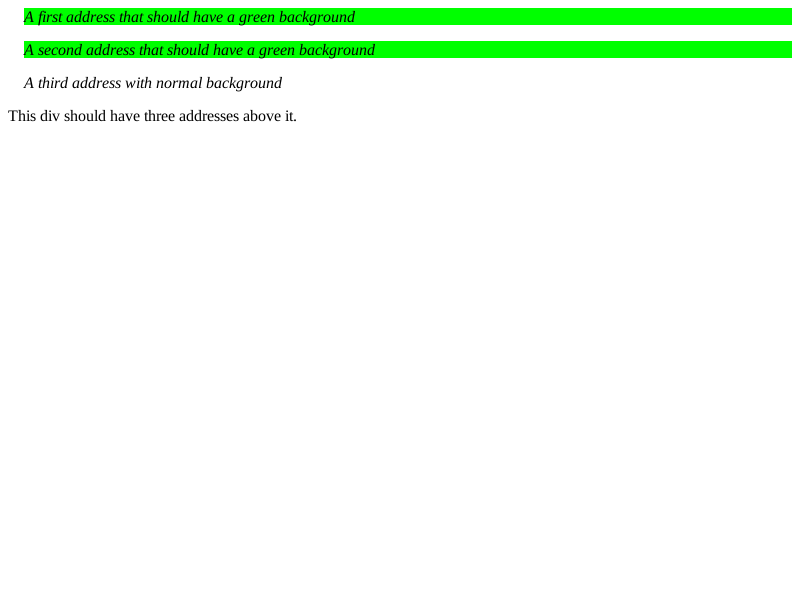 A first address that should have a green background
A second address that should have a green background
A third address with normal background
This div should have three addresses above it.